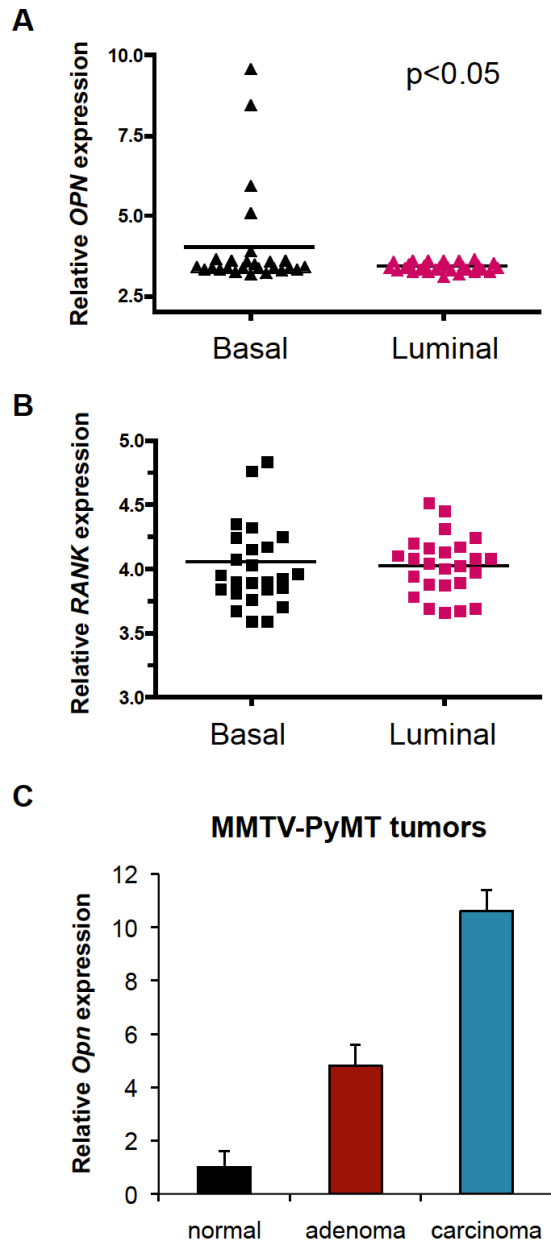 A
Relative OPN expression
10.0
7.5
5.0
2.5
p<0.05
Basal
Luminal
B
Relative RANK expression
5.0
4.5
4.0
3.5
3.0
Basal
Luminal
C
MMTV-PyMT tumors
Relative Opn expression
12
10
8
6
4
2
0
normal
adenoma
carcinoma